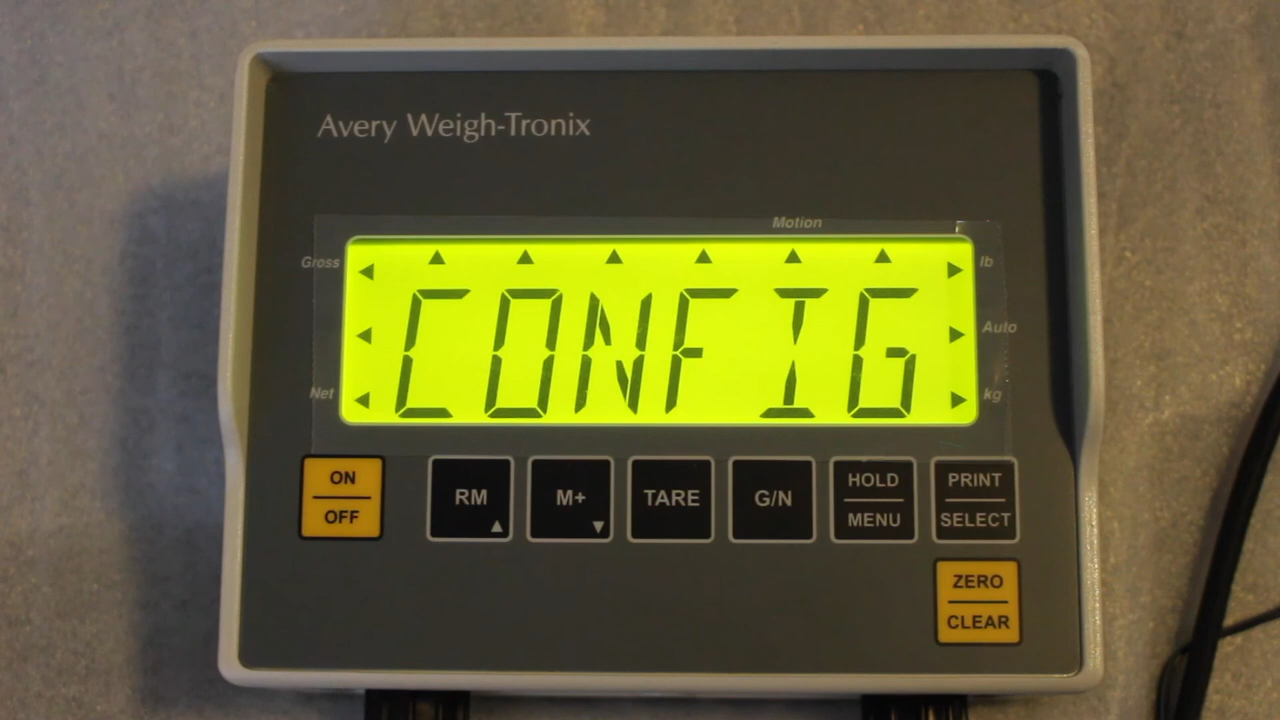 Avery Weigh-Tronix
Motion
Gross
lb
CONFIG
Auto
Net
kg
ON
OFF
RM
M+
TARE
G/N
HOLD
MENU
PRINT
SELECT
ZERO
CLEAR